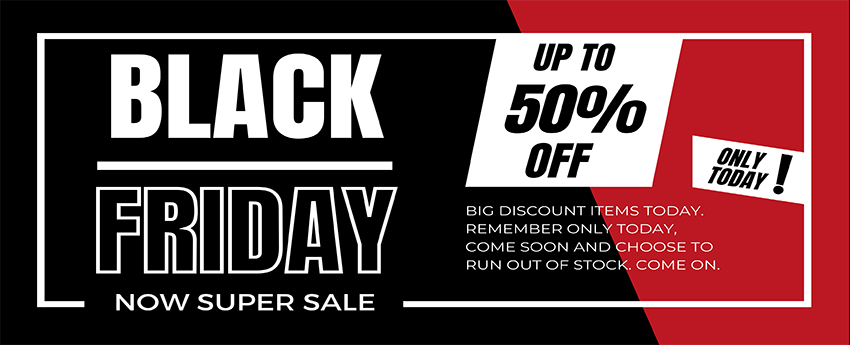 BLACK
FRIDAY
NOW SUPER SALE
UP TO
50%
OFF
ONLY
TODAY !
BIG DISCOUNT ITEMS TODAY.
REMEMBER ONLY TODAY,
COME SOON AND CHOOSE TO
RUN OUT OF STOCK. COME ON.